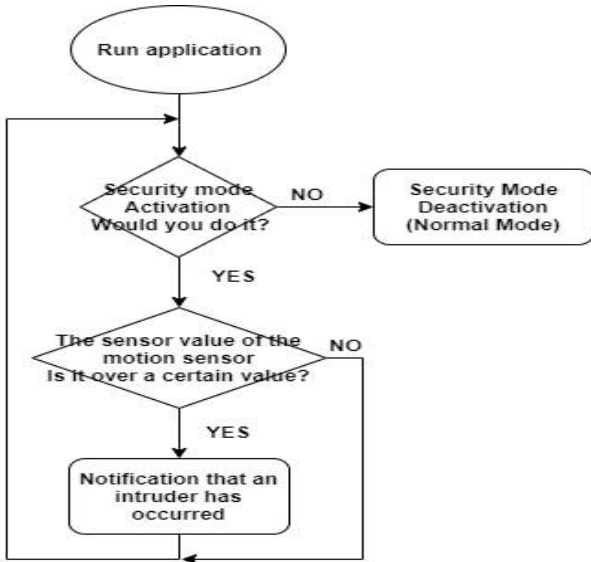 Run application
Security mode
Activation
Would you do it?
NO
Security Mode
Deactivation
(Normal Mode)
YES
The sensor value of the
motion sensor
Is it over a certain value?
NO
YES
Notification that an
intruder has
occurred